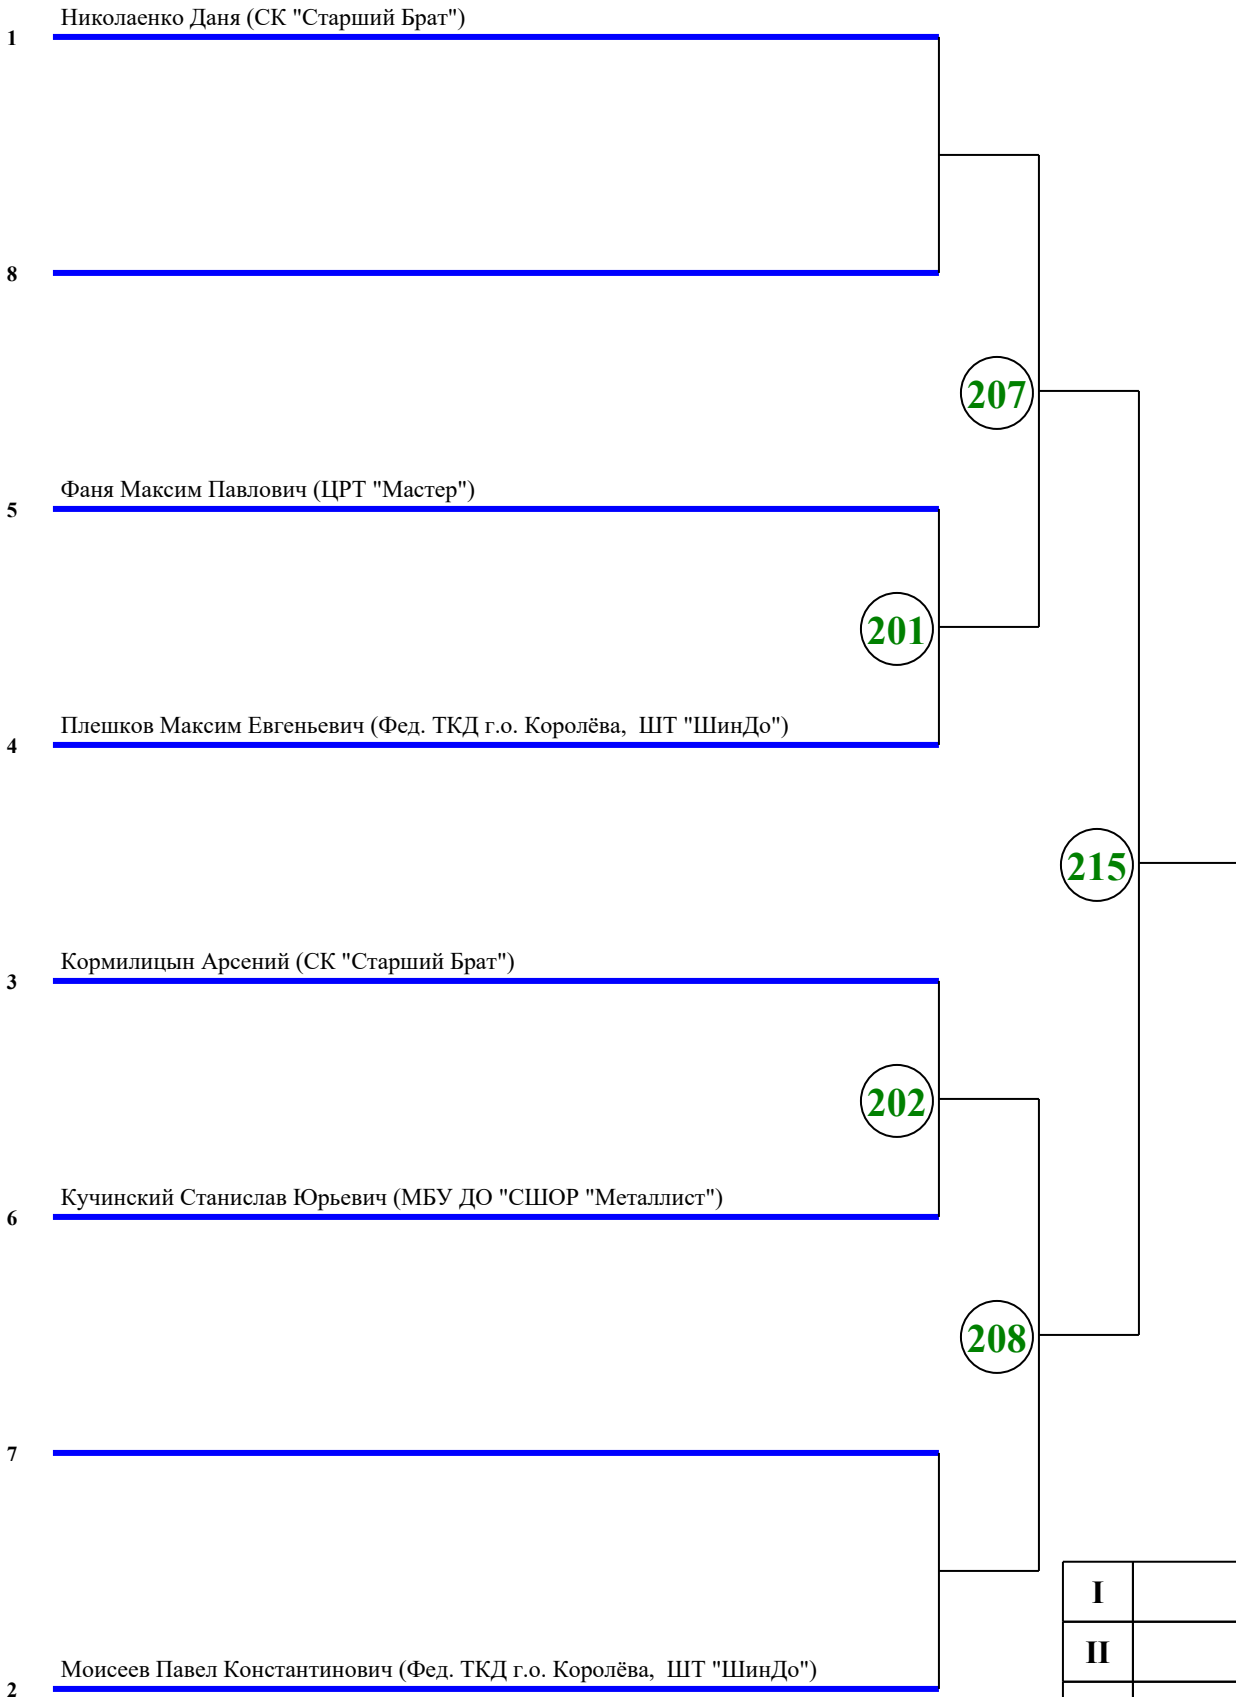 Николаенко Даня (СК "Старший Брат")
1
8
207
Фаня Максим Павлович (ЦРТ "Мастер")
5
201
Плешков Максим Евгеньевич (Фед. ТКД г.о. Королёва, ШТ "ШинДо")
4
215
Кормилицын Арсений (СК "Старший Брат")
3
202
Кучинский Станислав Юрьевич (МБУ ДО "СШОР "Металлист")
6
208
7
I
II
Моисеев Павел Константинович (Фед. ТКД г.о. Королёва, ШТ "ШинДо")
2